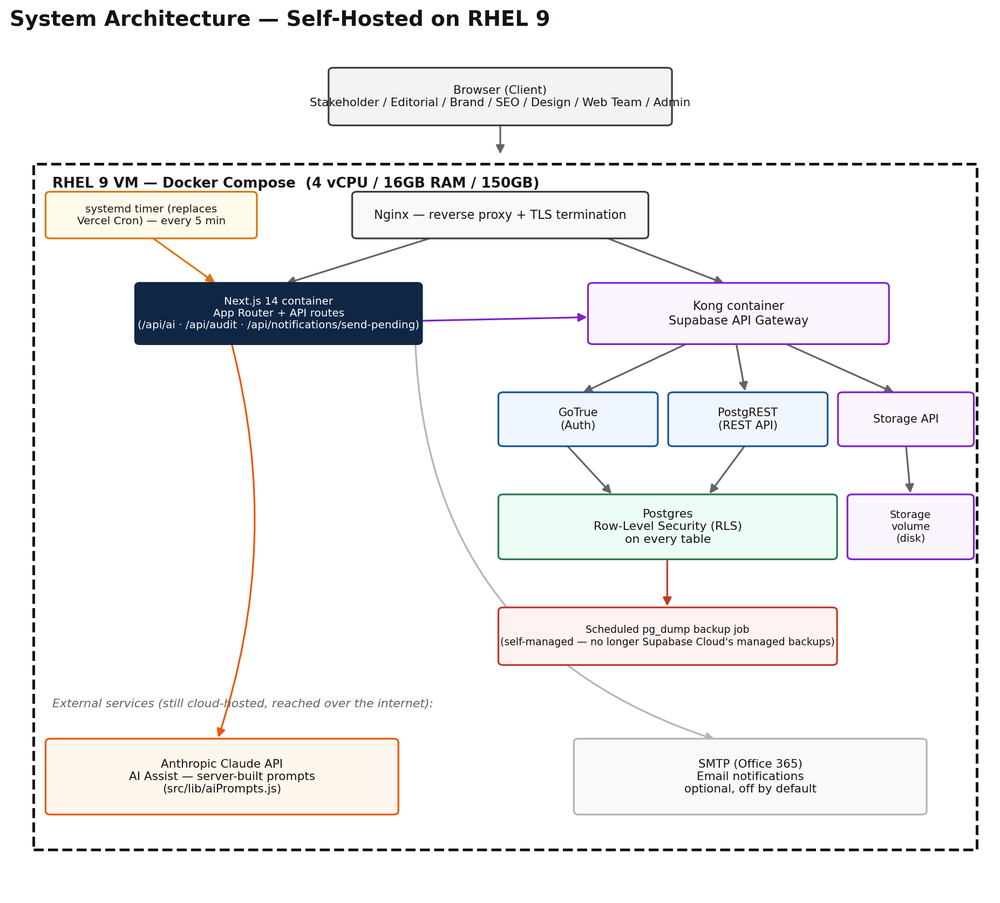 System Architecture — Self-Hosted on RHEL 9
Browser (Client)
Stakeholder / Editorial / Brand / SEO / Design / Web Team / Admin
RHEL 9 VM — Docker Compose  (4 vCPU / 16GB RAM / 150GB)
systemd timer (replaces
Vercel Cron) — every 5 min
Nginx — reverse proxy + TLS termination
Next.js 14 container
App Router + API routes
(/api/ai · /api/audit · /api/notifications/send-pending)
Kong container
Supabase API Gateway
GoTrue
(Auth)
PostgREST
(REST API)
Storage API
Postgres
Row-Level Security (RLS)
on every table
Storage
volume
(disk)
Scheduled pg_dump backup job
(self-managed — no longer Supabase Cloud's managed backups)
External services (still cloud-hosted, reached over the internet):
Anthropic Claude API
AI Assist — server-built prompts
(src/lib/aiPrompts.js)
SMTP (Office 365)
Email notifications
optional, off by default